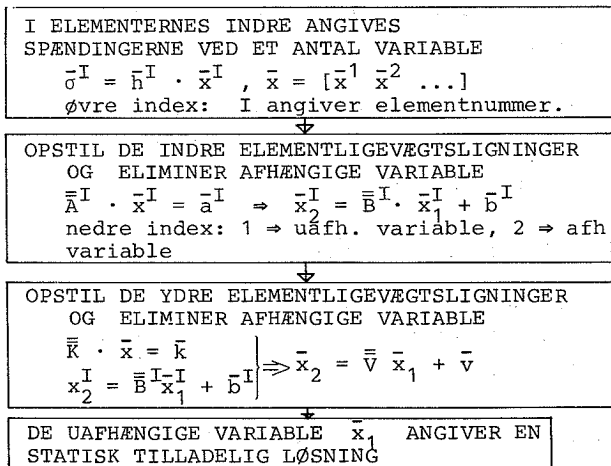 I ELEMENTERNES INDRE ANGIVES
SPÆNDINGERNE VED ET ANTAL VARIABLE
σ̄^I = h̄^I · x̄^I , x̄ = [x̄^1 x̄^2 ...]
øvre index: I angiver elementnummer.
OPSTIL DE INDRE ELEMENTLIGEVÆGTSLIGNINGER
OG ELIMINER AFHÆNGIGE VARIABLE
A̿^I · x̄^I = ā^I ⇒ x̄_2^I = B̿^I · x̄_1^I + b̄^I
nedre index: 1 ⇒ uafh. variable, 2 ⇒ afh
variable
OPSTIL DE YDRE ELEMENTLIGEVÆGTSLIGNINGER
OG ELIMINER AFHÆNGIGE VARIABLE
K̿ · x̄ = k̄
x_2^I = B̿^I x̄_1^I + b̄^I ⇒ x̄_2 = V̿ x̄_1 + v̄
DE UAFHÆNGIGE VARIABLE x̄_1 ANGIVER EN
STATISK TILLADELIG LØSNING